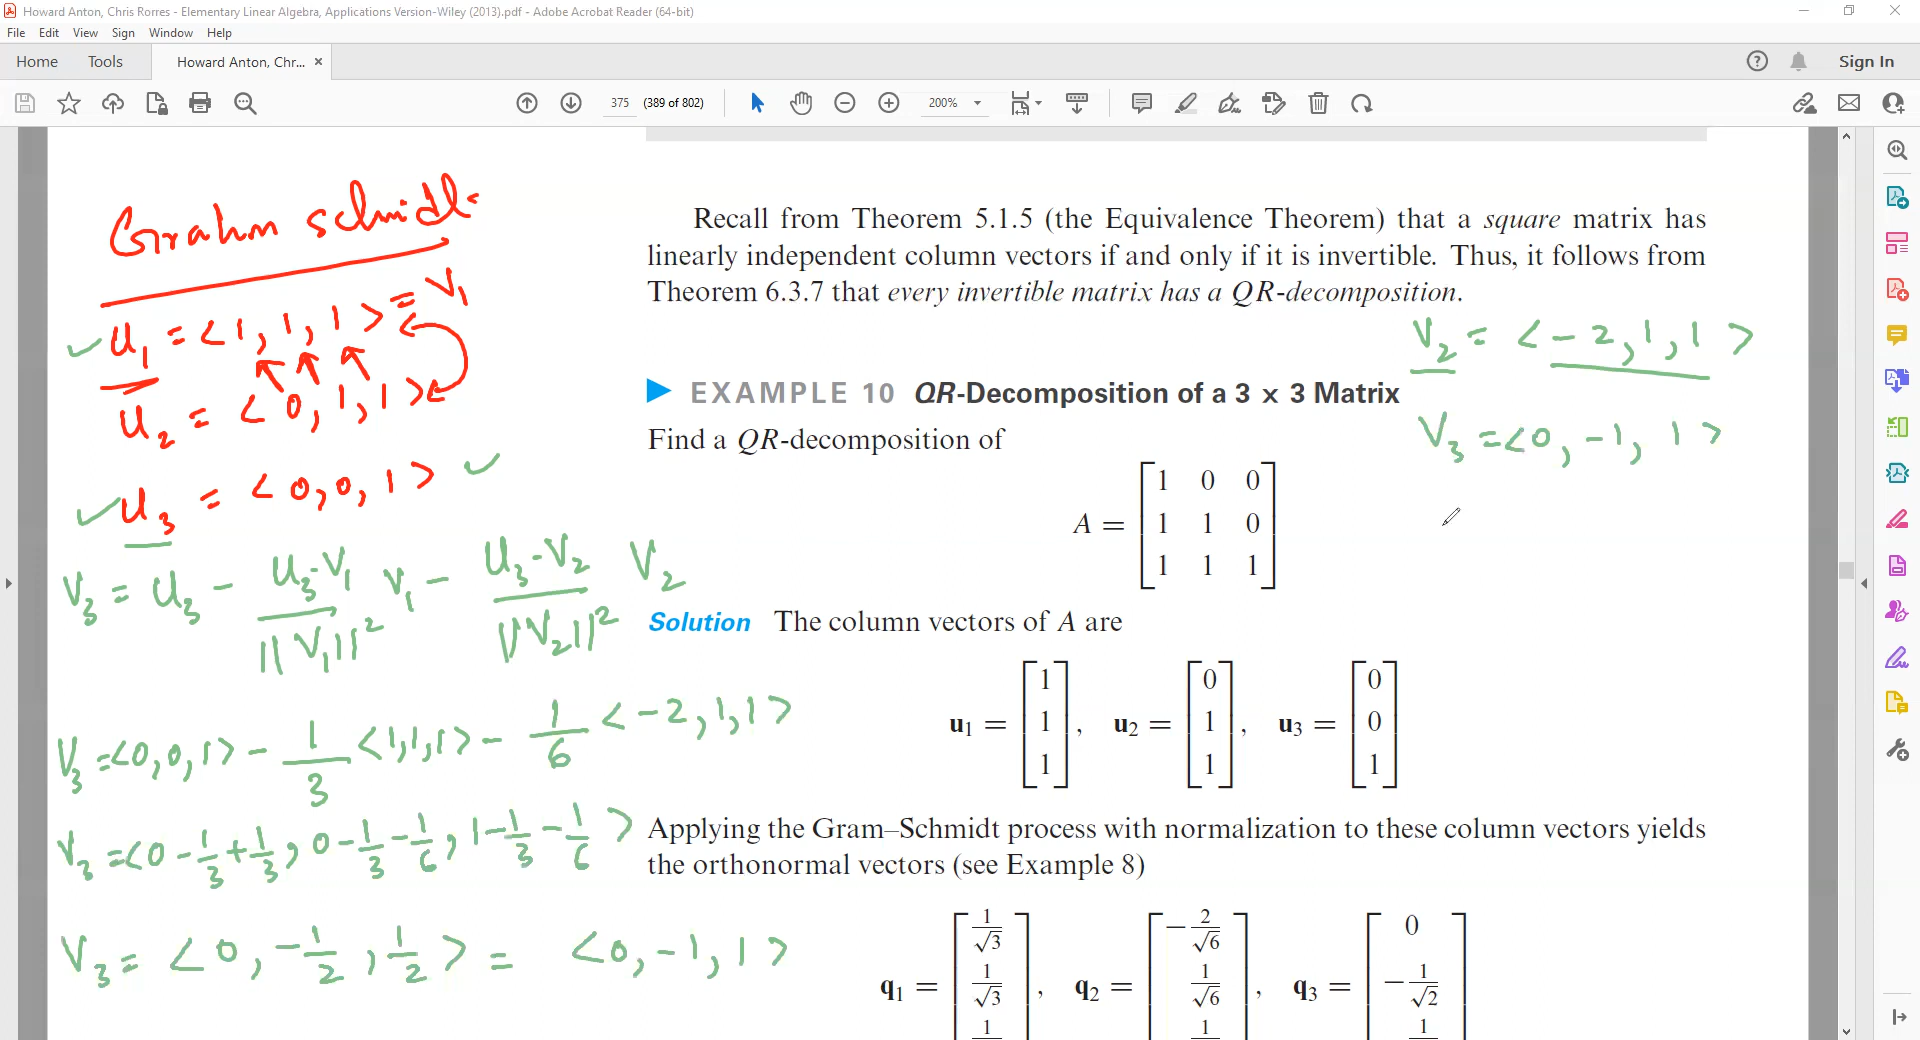 Howard Anton, Chris Rorres - Elementary Linear Algebra, Applications Version-Wiley (2013).pdf - Adobe Acrobat Reader (64-bit)
File Edit View Sign Window Help
Home Tools Howard Anton, Chr... × Sign In
375 (389 of 802) 200%
Grahm schmidt
u₁ = <1, 1, 1> = V₁
u₂ = <0, 1, 1>
u₃ = <0, 0, 1>
V₃ = u₃ - u₃·V₁/||V₁||² V₁ - u₃·V₂/||V₂||² V₂
V₃ = <0, 0, 1> - 1/3 <1, 1, 1> - 1/6 <-2, 1, 1>
V₃ = <0 - 1/3 + 1/3, 0 - 1/3 - 1/6, 1 - 1/3 - 1/6>
V₃ = <0, -1/2, 1/2> = <0, -1, 1>
Recall from Theorem 5.1.5 (the Equivalence Theorem) that a square matrix has
linearly independent column vectors if and only if it is invertible. Thus, it follows from
Theorem 6.3.7 that every invertible matrix has a QR-decomposition.
V₂ = <-2, 1, 1>
V₃ = <0, -1, 1>
EXAMPLE 10 QR-Decomposition of a 3 × 3 Matrix
Find a QR-decomposition of
1 0 0
A = 1 1 0
1 1 1
Solution The column vectors of A are
1 0 0
u₁ = 1, u₂ = 1, u₃ = 0
1 1 1
Applying the Gram–Schmidt process with normalization to these column vectors yields
the orthonormal vectors (see Example 8)
1/√3 -2/√6 0
q₁ = 1/√3, q₂ = 1/√6, q₃ = -1/√2
1 1 1